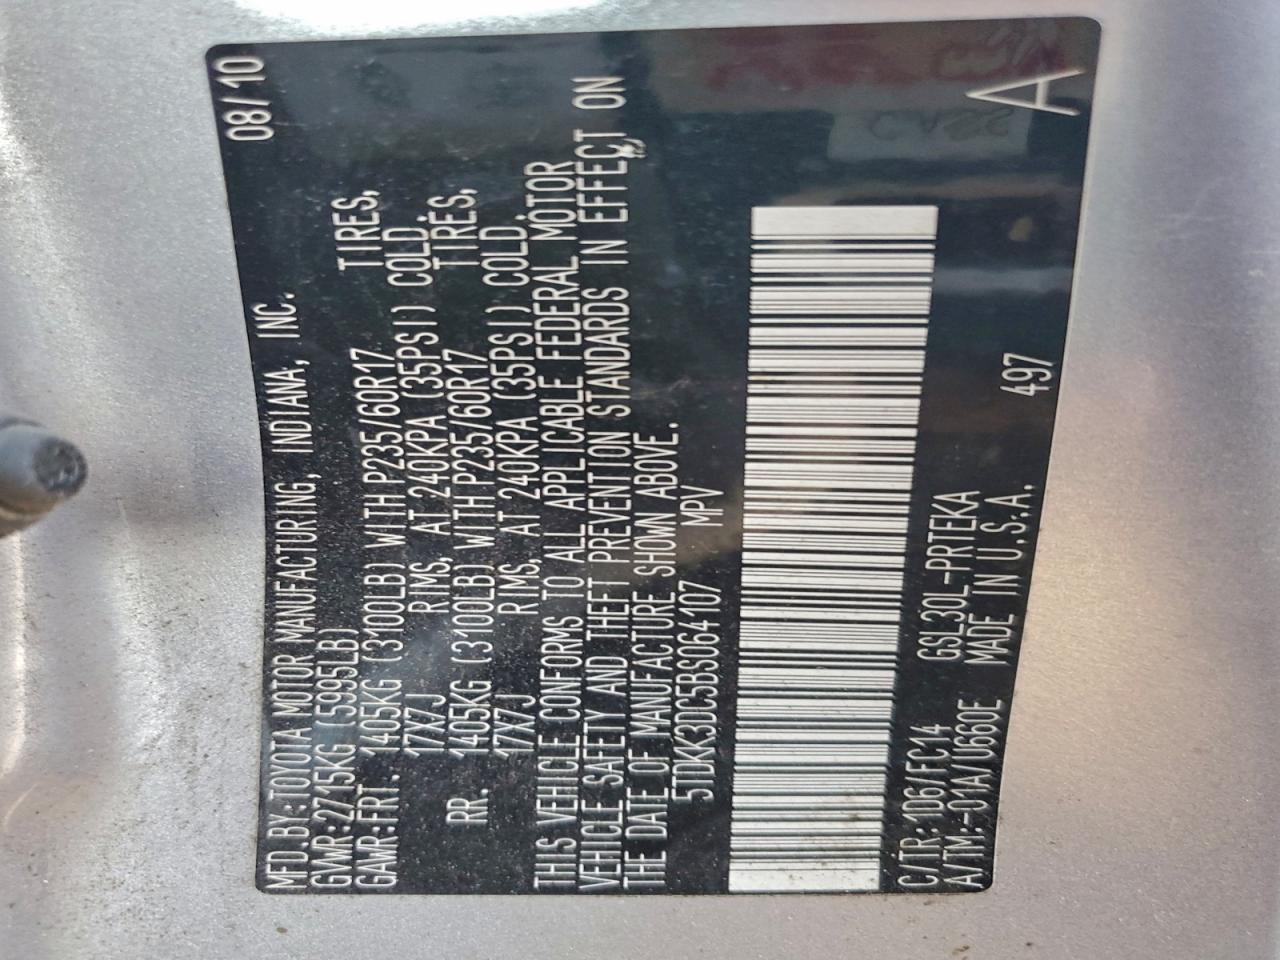 MFD.BY:TOYOTA MOTOR MANUFACTURING, INDIANA, INC. 08/10
GVWR:2715KG (5995LB)
GAWR:FRT. 1405KG (3100LB) WITH P235/60R17 TIRES,
17X7J RIMS, AT 240KPA (35PSI) COLD.
RR. 1405KG (3100LB) WITH P235/60R17 TIRES,
17X7J RIMS, AT 240KPA (35PSI) COLD.
THIS VEHICLE CONFORMS TO ALL APPLICABLE FEDERAL MOTOR
VEHICLE SAFETY AND THEFT PREVENTION STANDARDS IN EFFECT ON
THE DATE OF MANUFACTURE SHOWN ABOVE.
5TDKK3DC5BS064107 MPV
C/TR:1D6/FC14 GSL30L-PRTEKA
A/TM:-01A/U660E MADE IN U.S.A. 497
A